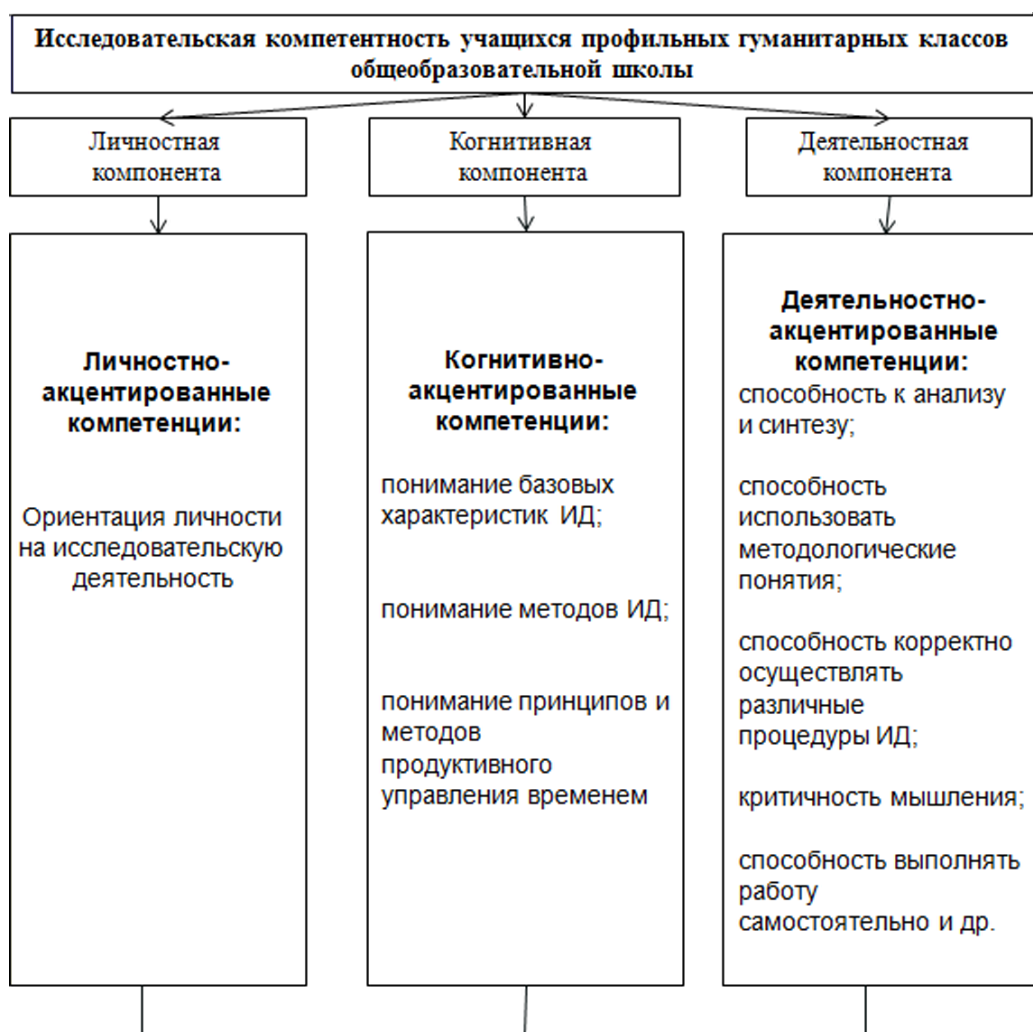 Исследовательская компетентность учащихся профильных гуманитарных классов
общеобразовательной школы
Личностная
компонента
Когнитивная
компонента
Деятельностная
компонента
Личностно-
акцентированные
компетенции:
Ориентация личности
на исследовательскую
деятельность
Когнитивно-
акцентированные
компетенции:
понимание базовых
характеристик ИД;
понимание методов ИД;
понимание принципов и
методов
продуктивного
управления временем
Деятельностно-
акцентированные
компетенции:
способность к анализу
и синтезу;
способность
использовать
методологические
понятия;
способность корректно
осуществлять
различные
процедуры ИД;
критичность мышления;
способность выполнять
работу
самостоятельно и др.